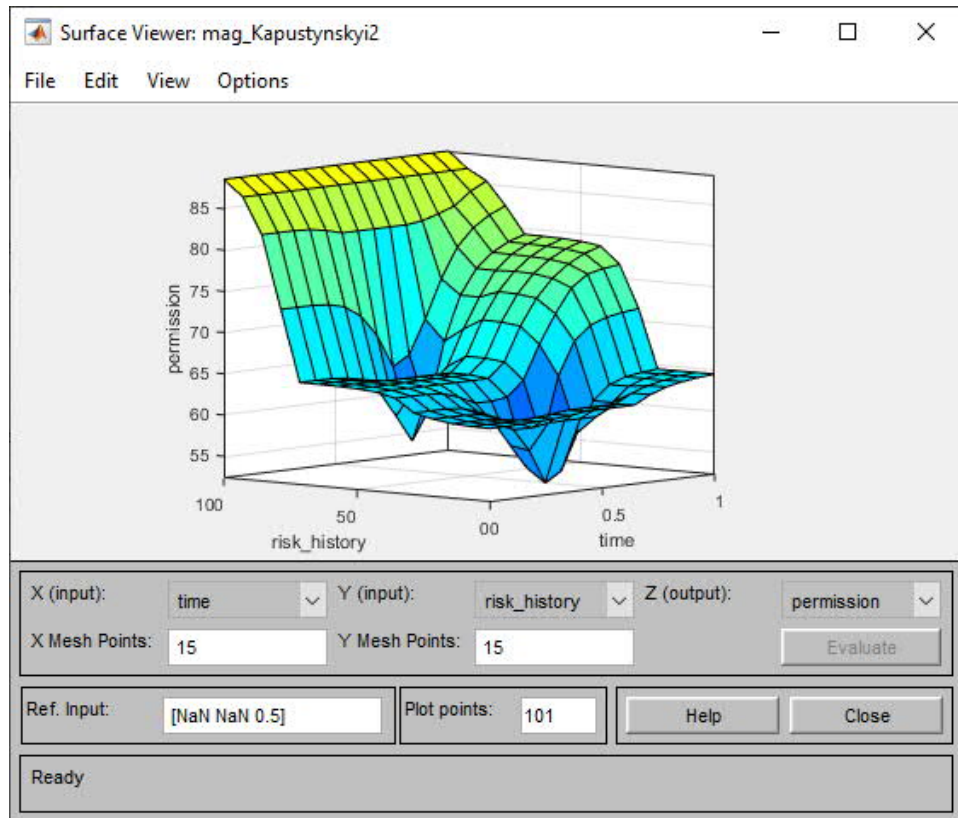 Surface Viewer: mag_Kapustynskyi2
File Edit View Options
85
80
75
70
65
60
55
permission
100
50
00
0.5
1
risk_history
time
X (input):
time
Y (input):
risk_history
Z (output):
permission
X Mesh Points:
15
Y Mesh Points:
15
Evaluate
Ref. Input:
[NaN NaN 0.5]
Plot points:
101
Help
Close
Ready